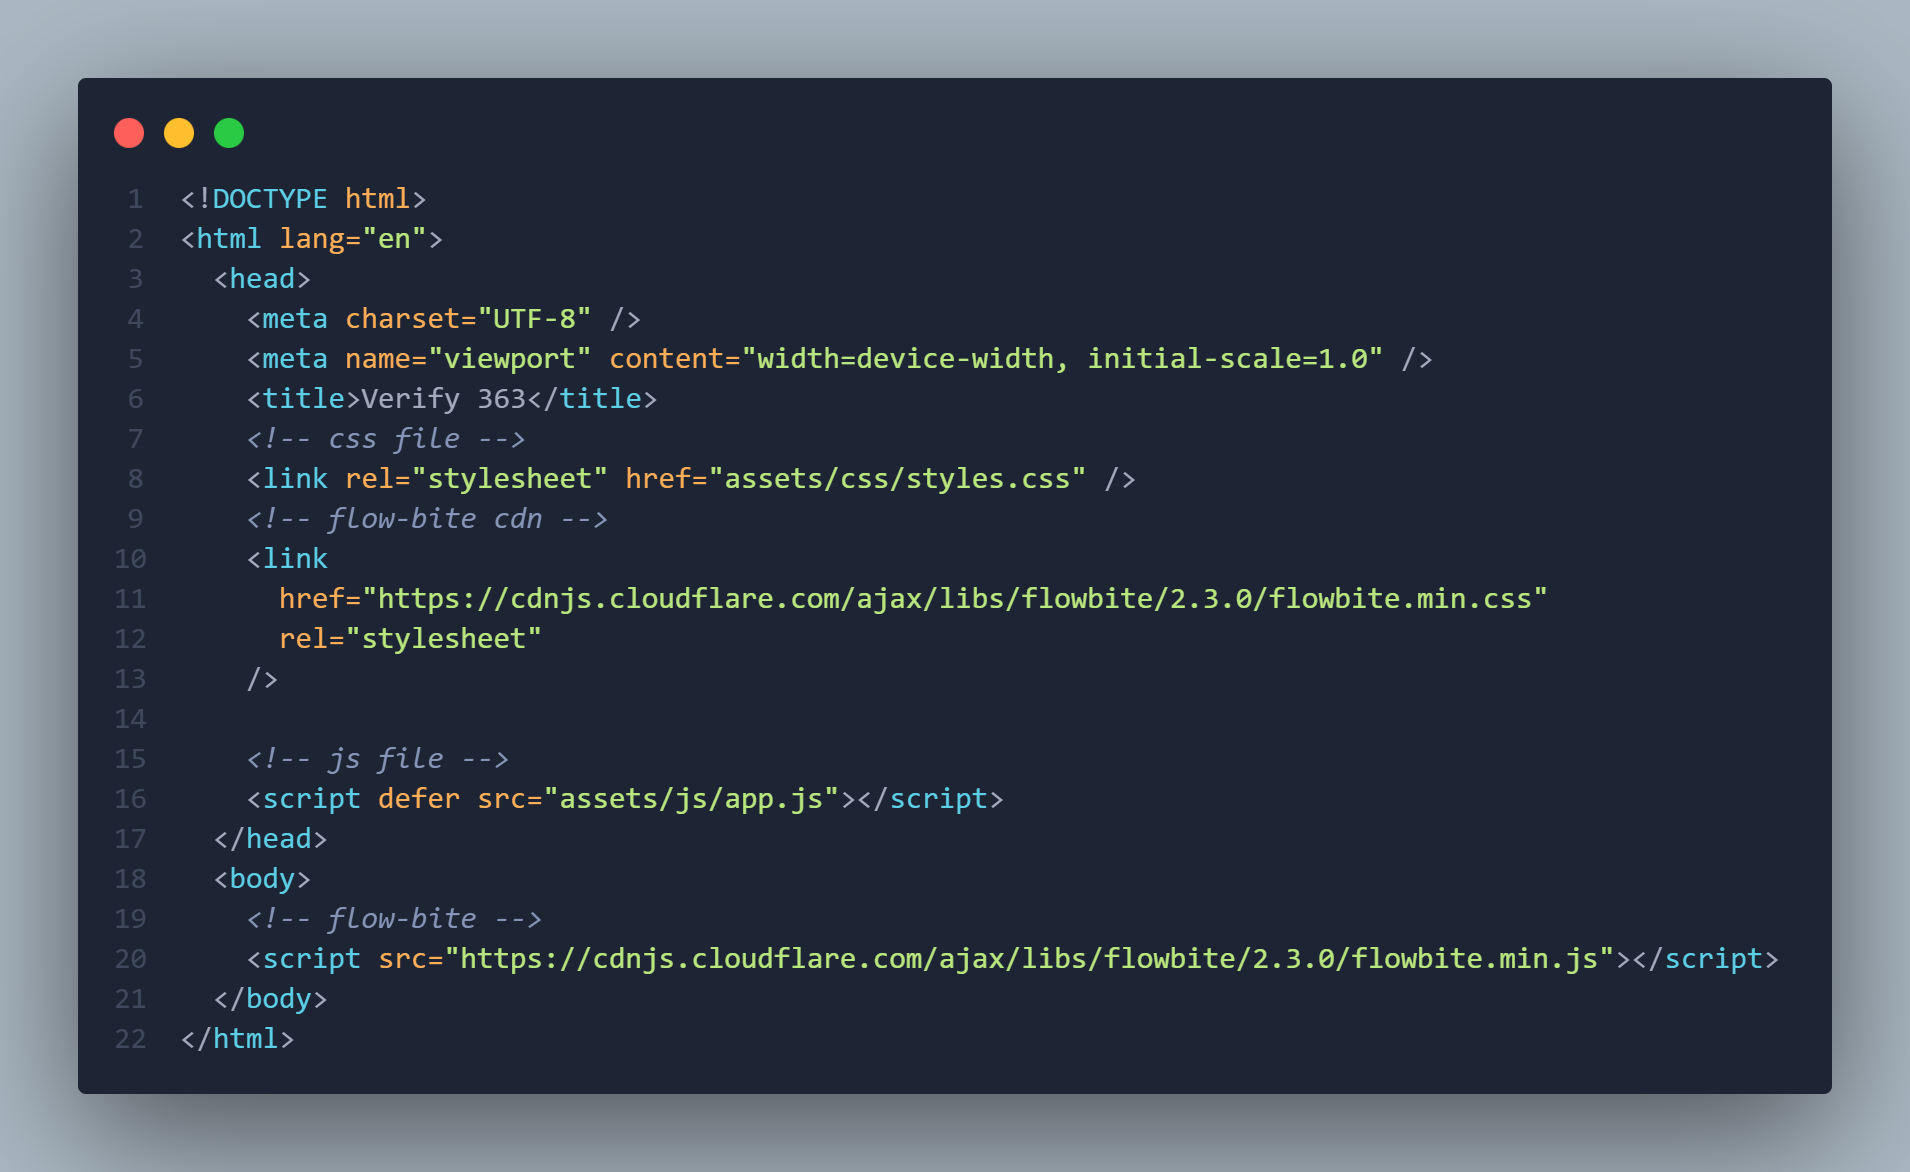 1 <!DOCTYPE html>
2 <html lang="en">
3   <head>
4     <meta charset="UTF-8" />
5     <meta name="viewport" content="width=device-width, initial-scale=1.0" />
6     <title>Verify 363</title>
7     <!-- css file -->
8     <link rel="stylesheet" href="assets/css/styles.css" />
9     <!-- flow-bite cdn -->
10     <link
11       href="https://cdnjs.cloudflare.com/ajax/libs/flowbite/2.3.0/flowbite.min.css"
12       rel="stylesheet"
13     />
14
15     <!-- js file -->
16     <script defer src="assets/js/app.js"></script>
17   </head>
18   <body>
19     <!-- flow-bite -->
20     <script src="https://cdnjs.cloudflare.com/ajax/libs/flowbite/2.3.0/flowbite.min.js"></script>
21   </body>
22 </html>